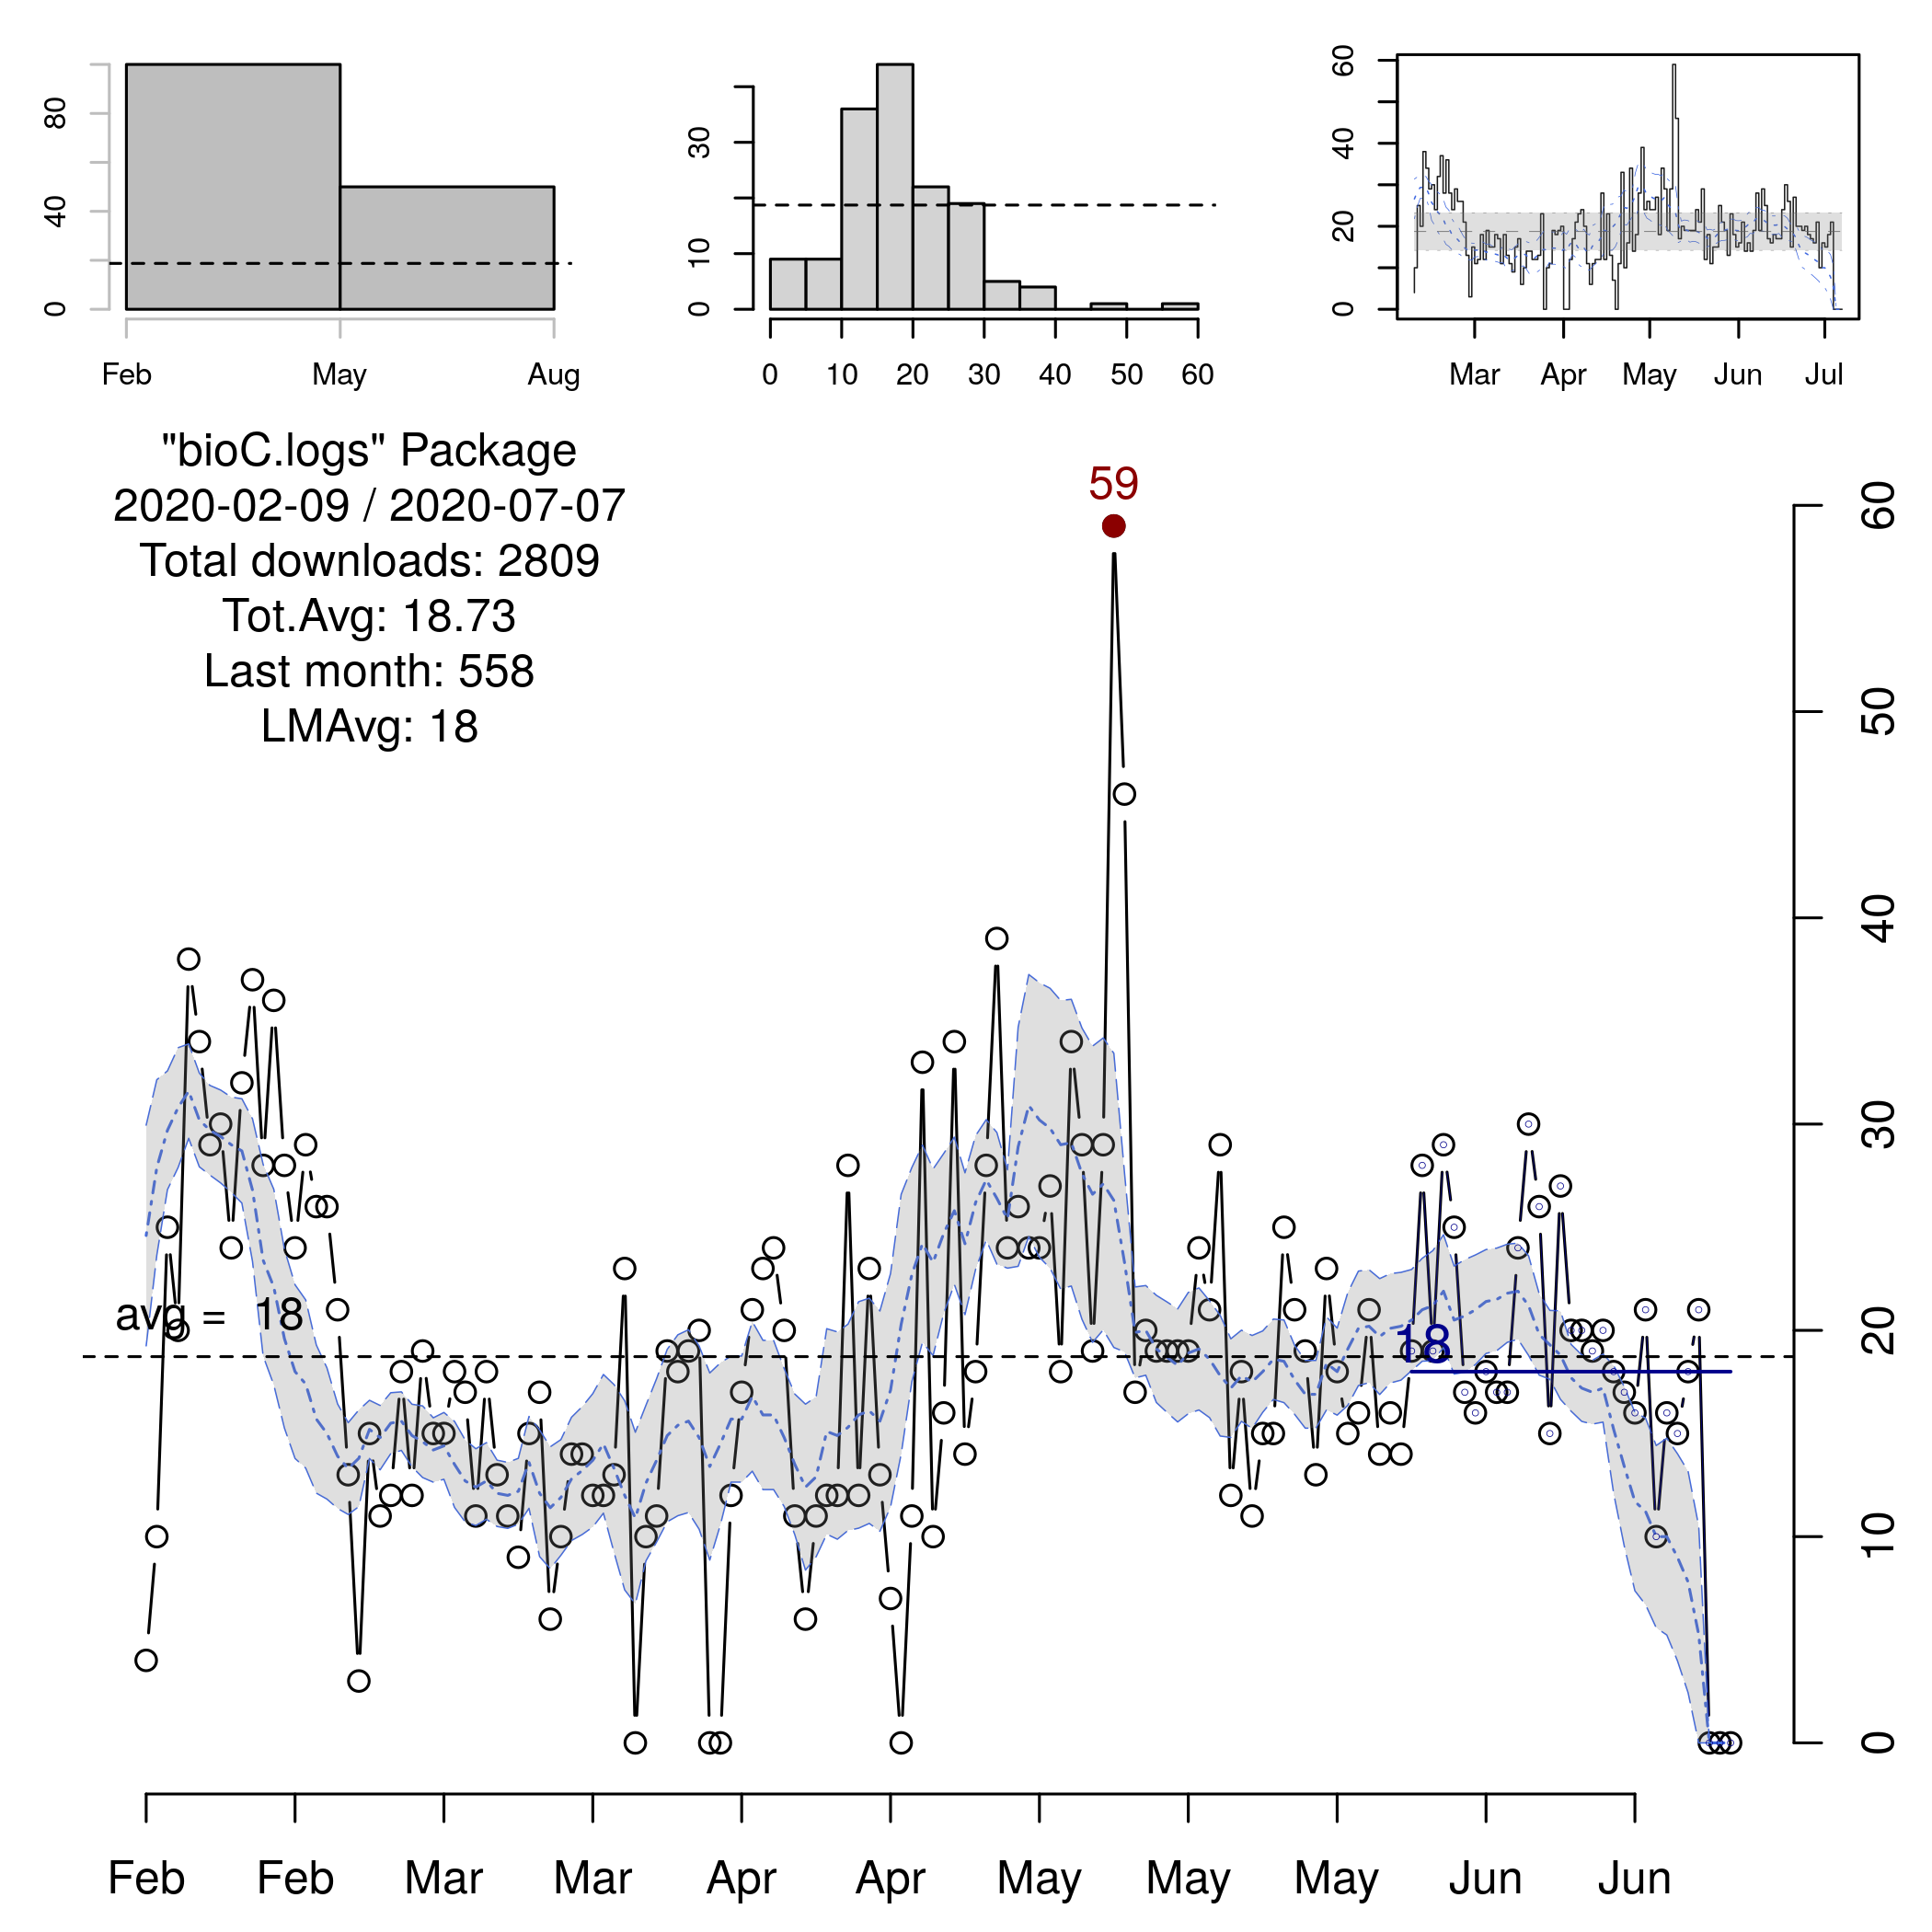 0 40 80
Feb May Aug
0 10 30
0 10 20 30 40 50 60
0 20 40 60
Mar Apr May Jun Jul
"bioC.logs" Package
2020-02-09 / 2020-07-07
Total downloads: 2809
Tot.Avg: 18.73
Last month: 558
LMAvg: 18
59
avg = 18
18
0 10 20 30 40 50 60
Feb Feb Mar Mar Apr Apr May May May Jun Jun